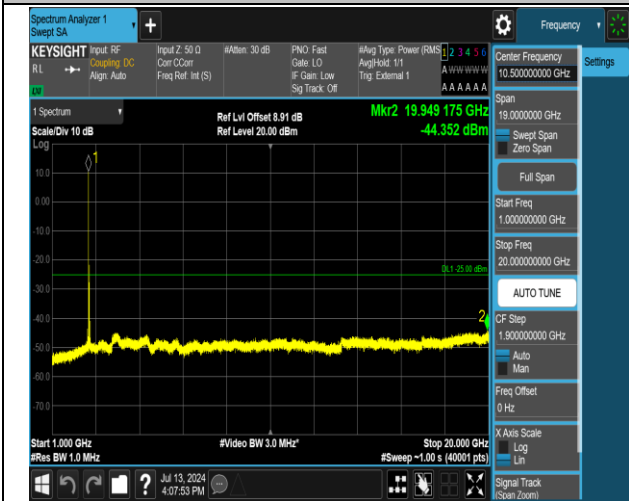 Spectrum Analyzer 1
Swept SA
+
Frequency
KEYSIGHT
RL
Input: RF
Coupling: DC
Align: Auto
Input Z: 50 Ω
Corr CCorr
Freq Ref: Int (S)
#Atten: 30 dB
PNO: Fast
Gate: LO
IF Gain: Low
Sig Track: Off
#Avg Type: Power (RMS
Avg|Hold: 1/1
Trig: External 1
1 2 3 4 5 6
A W W W W W
A A A A A A
1 Spectrum
Scale/Div 10 dB
Log
Ref Lvl Offset 8.91 dB
Ref Level 20.00 dBm
Mkr2 19.949 175 GHz
-44.352 dBm
1
10.0
0.00
-10.0
-20.0
DL1 -25.00 dBm
-30.0
-40.0
2
-50.0
-60.0
-70.0
Start 1.000 GHz
#Res BW 1.0 MHz
#Video BW 3.0 MHz*
Stop 20.000 GHz
#Sweep ~1.00 s (40001 pts)
?
Jul 13, 2024
4:07:53 PM
Center Frequency
10.500000000 GHz
Settings
Span
19.0000000 GHz
Swept Span
Zero Span
Full Span
Start Freq
1.000000000 GHz
Stop Freq
20.000000000 GHz
AUTO TUNE
CF Step
1.900000000 GHz
Auto
Man
Freq Offset
0 Hz
X Axis Scale
Log
Lin
Signal Track
(Span Zoom)